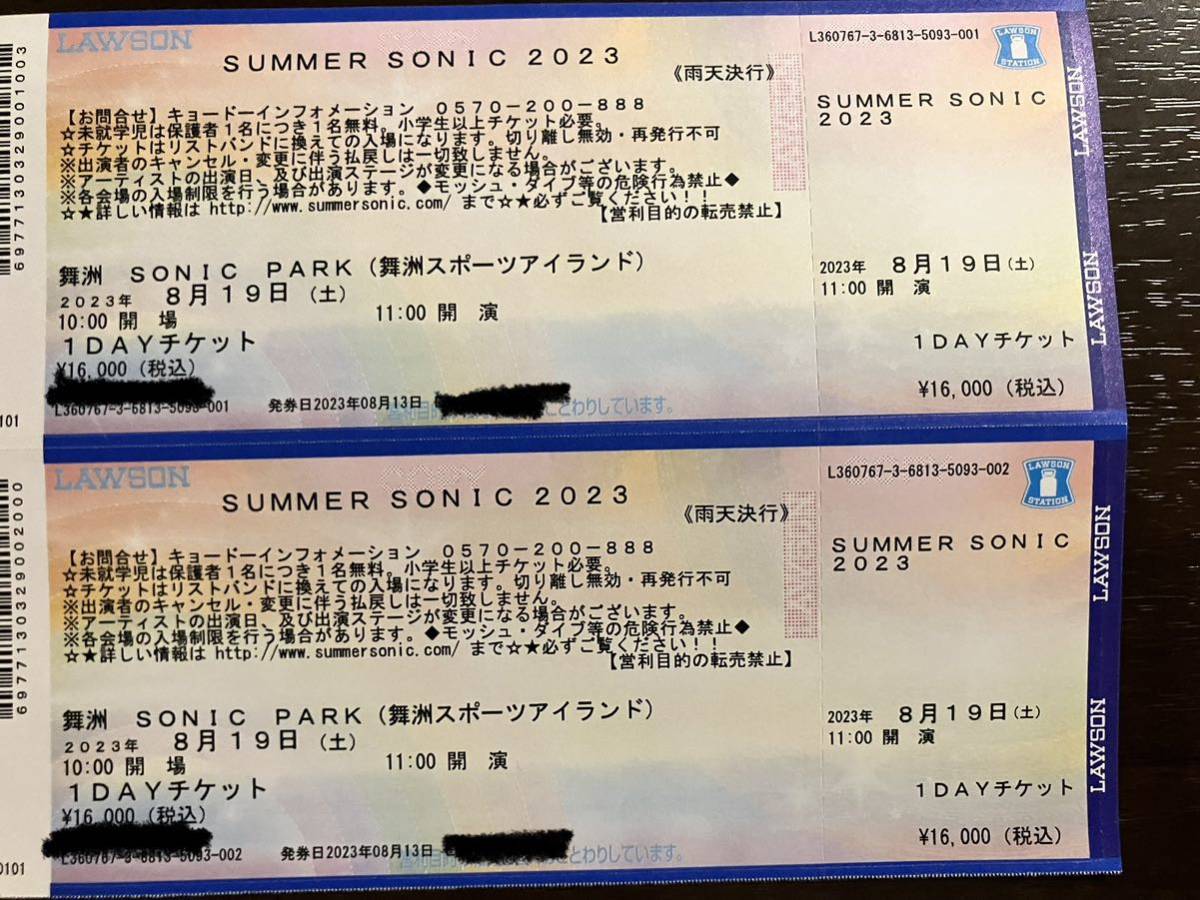 LAWSON
SUMMER SONIC 2023
《雨天決行》
【お問合せ】キョードーインフォメーション 0570-200-888
☆未就学児は保護者1名につき1名無料。小学生以上チケット必要。
☆チケットはリストバンドに換えての入場になります。切り離し無効・再発行不可
※出演者のキャンセル・変更に伴う払戻しは一切致しません。
※アーティストの出演日、及び出演ステージが変更になる場合がございます。
※各会場の入場制限を行う場合があります。◆モッシュ・ダイブ等の危険行為禁止◆
☆★詳しい情報は http://www.summersonic.com/ まで☆★必ずご覧ください!!
【営利目的の転売禁止】
舞洲 SONIC PARK(舞洲スポーツアイランド)
2023年 8月19日(土)
10:00 開 場 11:00 開 演
1DAYチケット
¥16,000(税込)
L360767-3-6813-5093-001 発券日2023年08月13日
ことわりしています。
L360767-3-6813-5093-001
LAWSON STATION
SUMMER SONIC
2023
2023年 8月19日(土)
11:00 開 演
1DAYチケット
¥16,000(税込)
LAWSON
LAWSON
6977130329001003
0101
LAWSON
SUMMER SONIC 2023
《雨天決行》
【お問合せ】キョードーインフォメーション 0570-200-888
☆未就学児は保護者1名につき1名無料。小学生以上チケット必要。
☆チケットはリストバンドに換えての入場になります。切り離し無効・再発行不可
※出演者のキャンセル・変更に伴う払戻しは一切致しません。
※アーティストの出演日、及び出演ステージが変更になる場合がございます。
※各会場の入場制限を行う場合があります。◆モッシュ・ダイブ等の危険行為禁止◆
☆★詳しい情報は http://www.summersonic.com/ まで☆★必ずご覧ください!!
【営利目的の転売禁止】
舞洲 SONIC PARK(舞洲スポーツアイランド)
2023年 8月19日(土)
10:00 開 場 11:00 開 演
1DAYチケット
¥16,000(税込)
L360767-3-6813-5093-002 発券日2023年08月13日
ことわりしています。
L360767-3-6813-5093-002
LAWSON STATION
SUMMER SONIC
2023
2023年 8月19日(土)
11:00 開 演
1DAYチケット
¥16,000(税込)
LAWSON
LAWSON
6977130329002000
0101